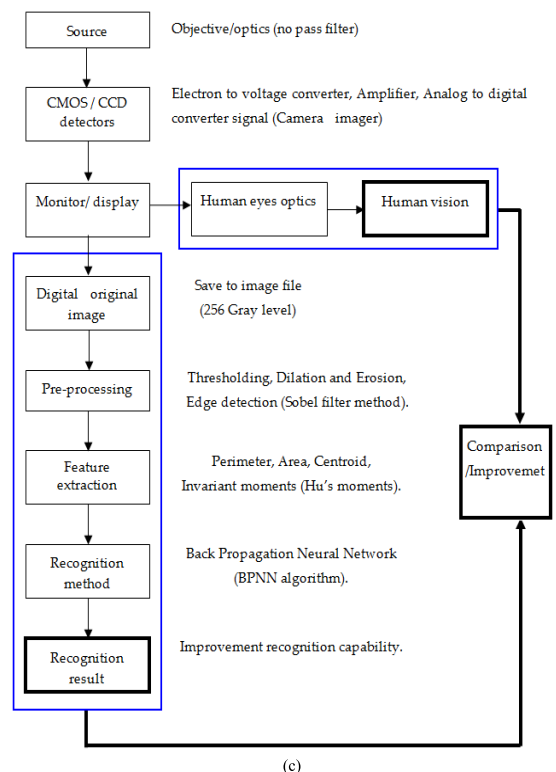 Source
Objective/optics (no pass filter)
CMOS / CCD
detectors
Electron to voltage converter, Amplifier, Analog to digital
converter signal (Camera imager)
Monitor/ display
Human eyes optics
Human vision
Digital original
image
Save to image file
(256 Gray level)
Pre-processing
Thresholding, Dilation and Erosion,
Edge detection (Sobel filter method).
Feature
extraction
Perimeter, Area, Centroid,
Invariant moments (Hu's moments).
Comparison
/Improvemet
Recognition
method
Back Propagation Neural Network
(BPNN algorithm).
Recognition
result
Improvement recognition capability.
(c)